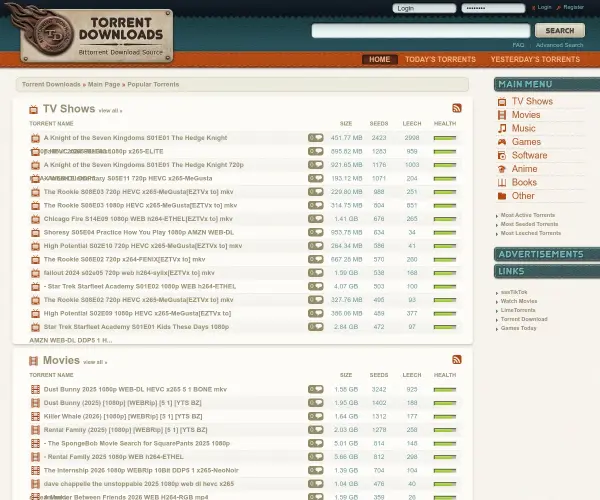 TORRENT
DOWNLOADS
Bittorrent Download Source
Login
Login
Register
SEARCH
FAQ
Advanced Search
HOME
TODAY'S TORRENTS
YESTERDAY'S TORRENTS
Torrent Downloads » Main Page » Popular Torrents
TV Shows view all »
TORRENT NAME SIZE SEEDS LEECH HEALTH
A Knight of the Seven Kingdoms S01E01 The Hedge Knight 451.77 MB 2423 2998
1080p x265-ELITE 895.82 MB 1283 959
A Knight of the Seven Kingdoms S01E01 The Hedge Knight 720p 921.65 MB 1176 1003
S01E11 720p HEVC x265-MeGusta 193.12 MB 1071 204
The Rookie S08E03 720p HEVC x265-MeGusta[EZTVx to] mkv 229.80 MB 988 251
The Rookie S08E03 1080p HEVC x265-MeGusta[EZTVx to] mkv 314.75 MB 804 851
Chicago Fire S14E09 1080p WEB h264-ETHEL[EZTVx to] mkv 1.41 GB 676 265
Shoresy S05E04 Practice How You Play 1080p AMZN WEB-DL 955.78 MB 634 34
High Potential S02E10 720p HEVC x265-MeGusta[EZTVx to] mkv 264.34 MB 586 41
The Rookie S08E02 720p x264-FENIX[EZTVx to] mkv 667.28 MB 570 280
fallout 2024 s02e05 720p web h264-sylix[EZTVx to] mkv 1.59 GB 538 168
- Star Trek Starfleet Academy S01E02 1080p WEB h264-ETHEL 4.07 GB 503 100
The Rookie S08E02 720p HEVC x265-MeGusta[EZTVx to] mkv 327.76 MB 495 93
High Potential S02E09 1080p HEVC x265-MeGusta[EZTVx to] mkv 386.06 MB 489 377
Star Trek Starfleet Academy S01E01 Kids These Days 1080p 2.84 GB 472 97
AMZN WEB-DL DDP5 1 H...
Movies view all »
TORRENT NAME SIZE SEEDS LEECH HEALTH
Dust Bunny 2025 1080p WEB-DL HEVC x265 5 1 BONE mkv 1.58 GB 3242 925
Dust Bunny (2025) [1080p] [WEBRip] [5 1] [YTS BZ] 1.95 GB 1402 188
Killer Whale (2026) [1080p] [WEBRip] [5 1] [YTS BZ] 1.64 GB 1312 177
Rental Family (2025) [1080p] [WEBRip] [5 1] [YTS BZ] 2.03 GB 1278 258
- The SpongeBob Movie Search for SquarePants 2025 1080p 5.01 GB 814 148
- Rental Family 2025 1080p WEB h264-ETHEL 5.66 GB 812 298
The Internship 2026 1080p WEBRip 10Bit DDP5 1 x265-NeoNoir 1.39 GB 704 104
dave chappelle the unstoppable 2025 1080p web dl hevc x265 1.04 GB 476 40
Between Friends 2026 WEB H264-RGB mp4 1.59 GB 359 28
MAIN MENU
TV Shows
Movies
Music
Games
Software
Anime
Books
Other
Most Active Torrents
Most Seeded Torrents
Most Leeched Torrents
ADVERTISEMENTS
LINKS
sssTikTok
Watch Movies
LimeTorrents
Torrent Download
Games Today